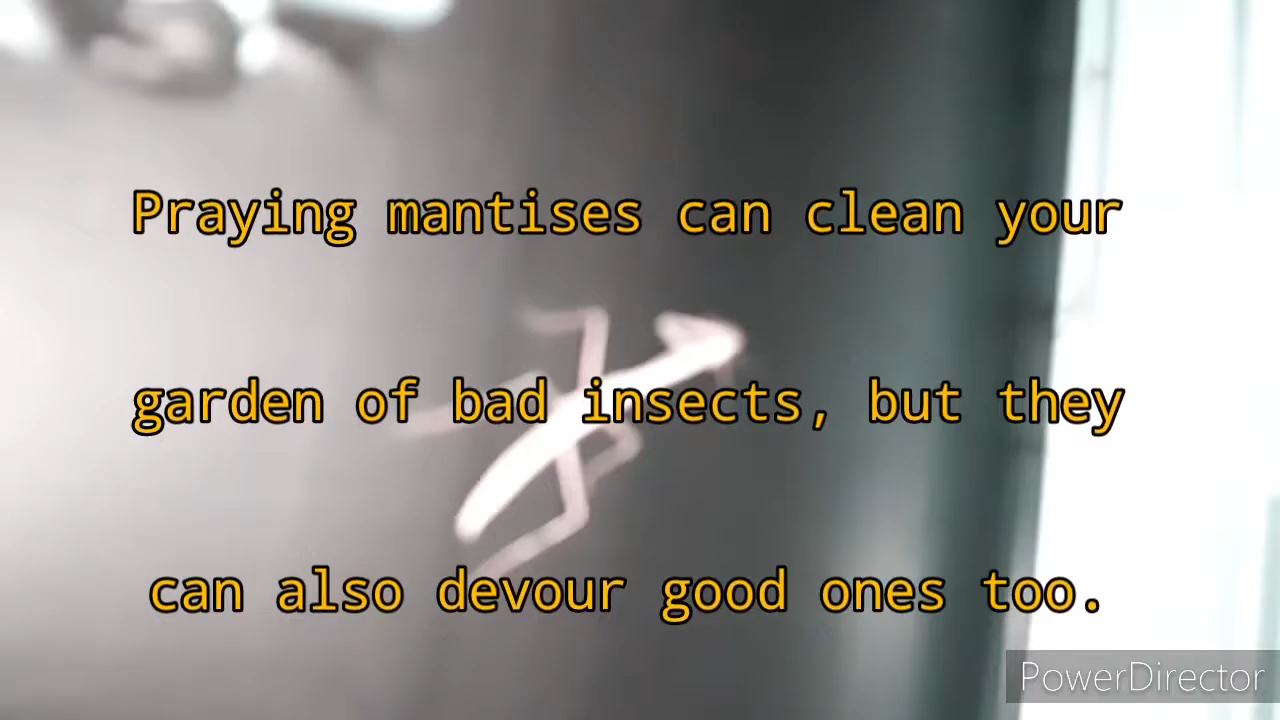 Praying mantises can clean your
garden of bad insects, but they
can also devour good ones too.
PowerDirector